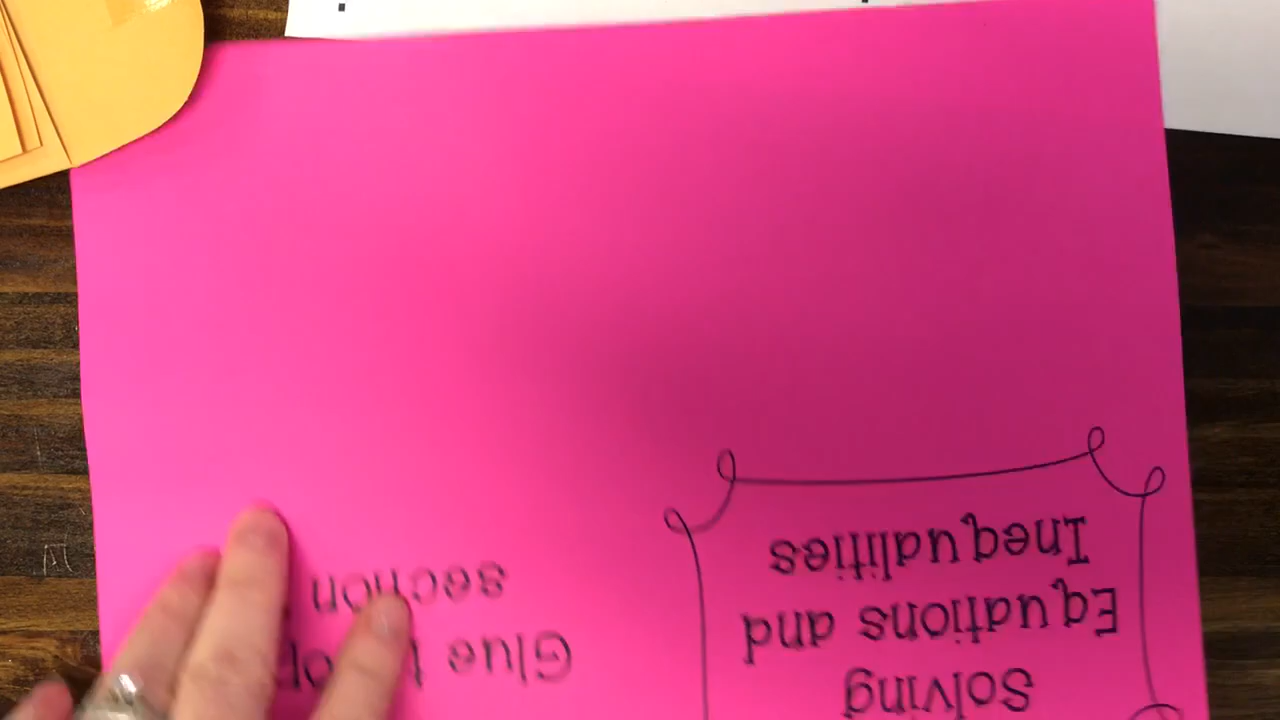 Solving
Equations and
Inequalities
Glue
section